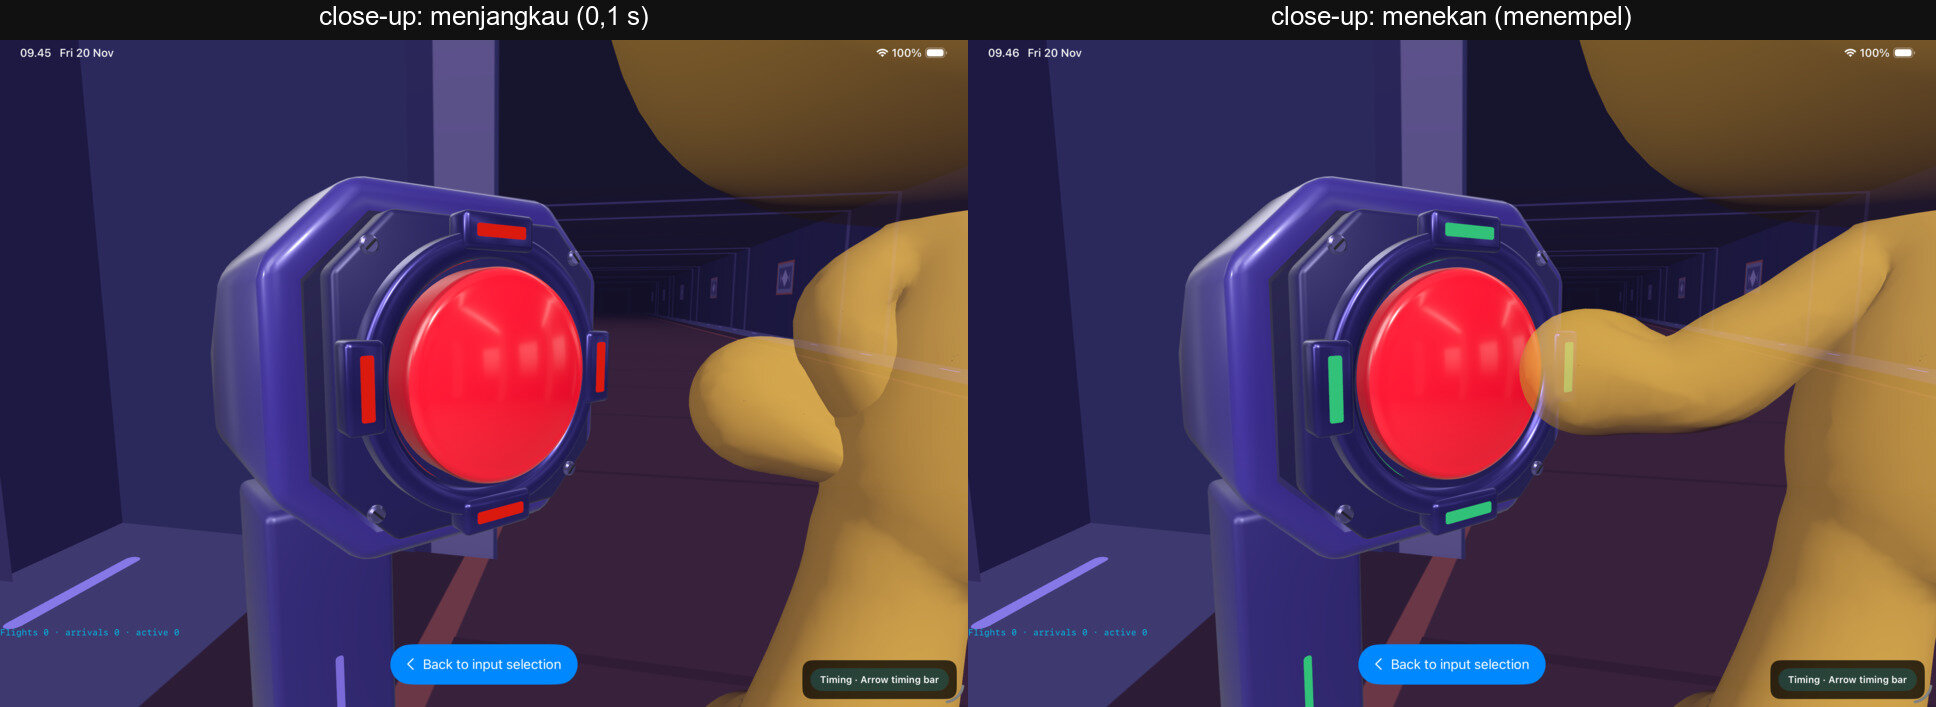 close-up: menjangkau (0,1 s)
close-up: menekan (menempel)
09.45 Fri 20 Nov
100%
09.46 Fri 20 Nov
100%
Flights 0 · arrivals 0 · active 0
Flights 0 · arrivals 0 · active 0
Back to input selection
Back to input selection
Timing · Arrow timing bar
Timing · Arrow timing bar